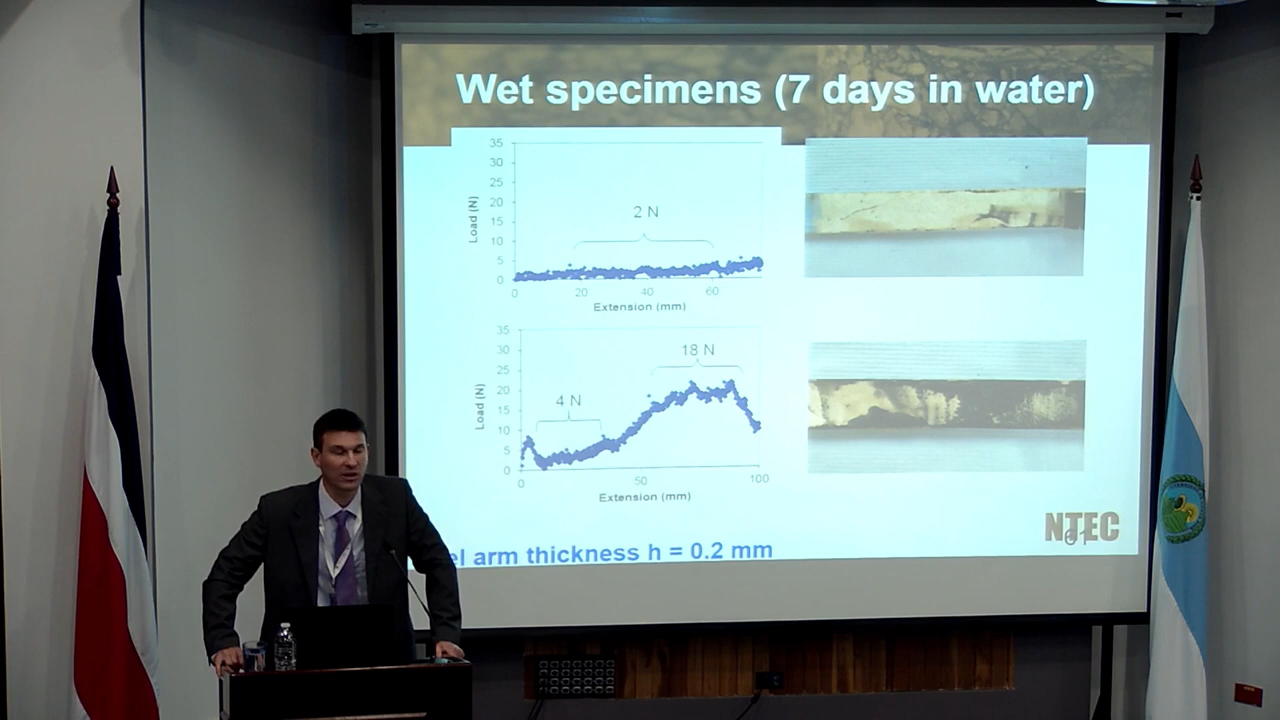 Wet specimens (7 days in water)
35
30
25
20
15
10
5
0
Load (N)
2 N
0 20 40 60
Extension (mm)
35
30
25
20
15
10
5
0
Load (N)
4 N
18 N
0 50 100
Extension (mm)
el arm thickness h = 0.2 mm
NTEC